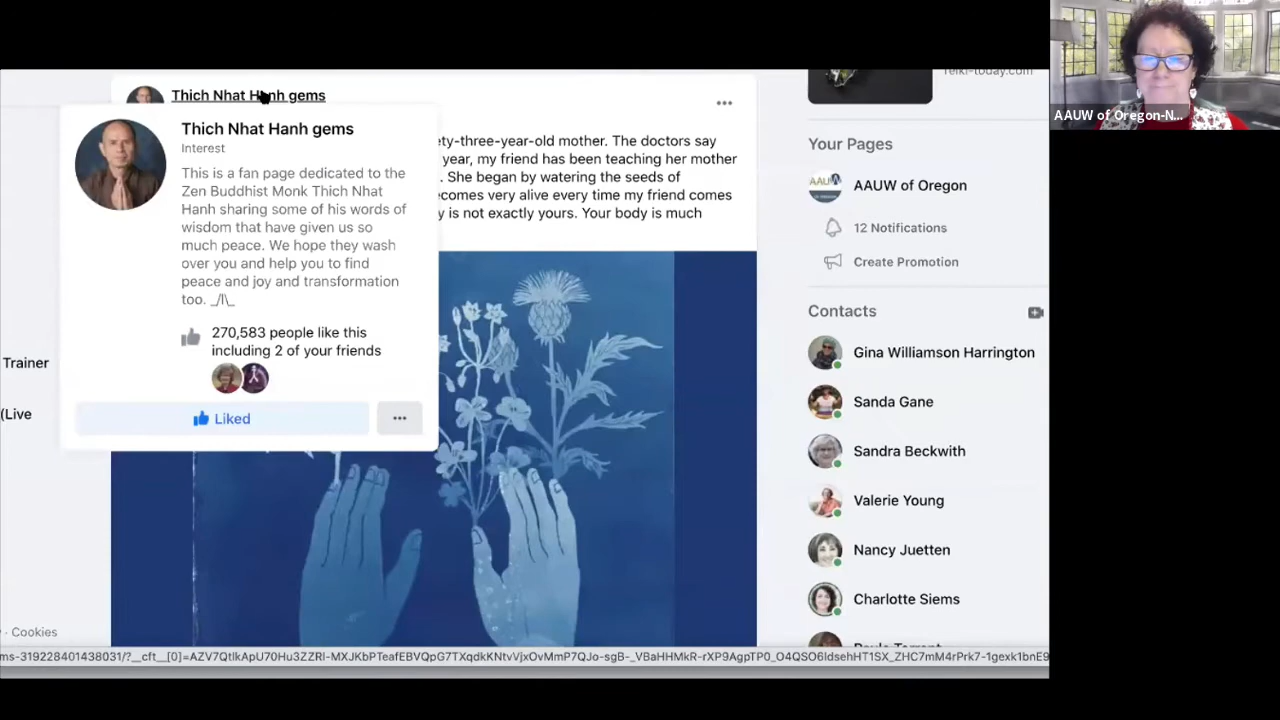 Thich Nhat Hanh gems
Thich Nhat Hanh gems
Interest
This is a fan page dedicated to the
Zen Buddhist Monk Thich Nhat
Hanh sharing some of his words of
wisdom that have given us so
much peace. We hope they wash
over you and help you to find
peace and joy and transformation
too. _/|\_
270,583 people like this
including 2 of your friends
Liked
ety-three-year-old mother. The doctors say
year, my friend has been teaching her mother
. She began by watering the seeds of
ecomes very alive every time my friend comes
y is not exactly yours. Your body is much
Trainer
(Live
· Cookies
reiki-today.com
Your Pages
AAUW of Oregon
12 Notifications
Create Promotion
Contacts
Gina Williamson Harrington
Sanda Gane
Sandra Beckwith
Valerie Young
Nancy Juetten
Charlotte Siems
AAUW of Oregon-N...